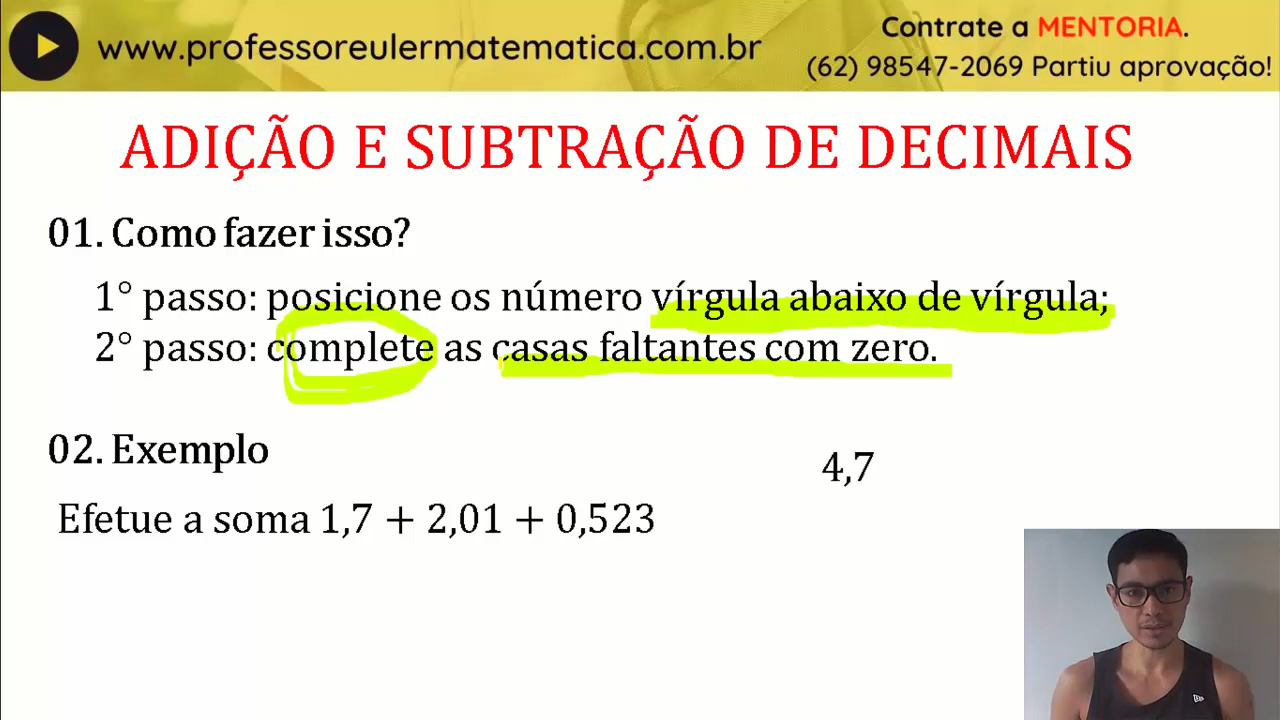 www.professoreulermatematica.com.br
Contrate a MENTORIA.
(62) 98547-2069 Partiu aprovação!
ADIÇÃO E SUBTRAÇÃO DE DECIMAIS
01. Como fazer isso?
1° passo: posicione os número vírgula abaixo de vírgula;
2° passo: complete as casas faltantes com zero.
02. Exemplo
4,7
Efetue a soma 1,7 + 2,01 + 0,523